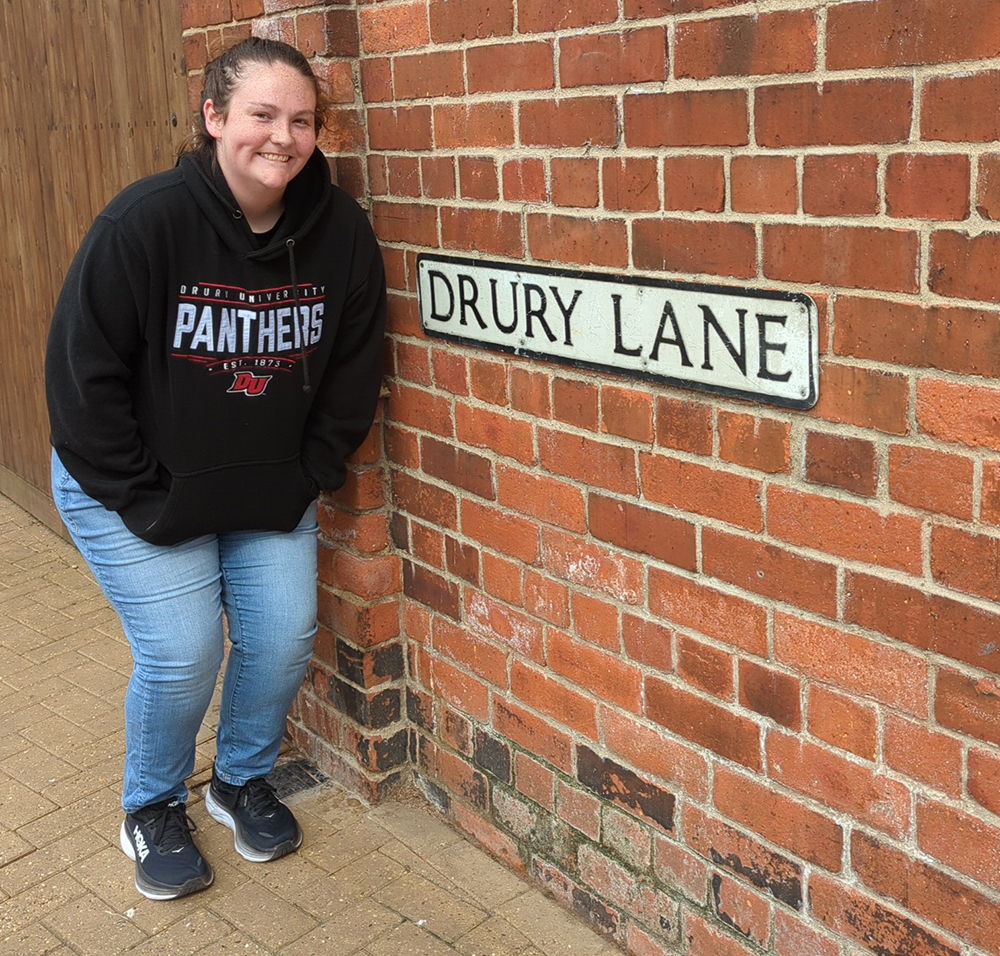 DRURY UNIVERSITY
PANTHERS
EST. 1873
DU
DRURY LANE
HOKA